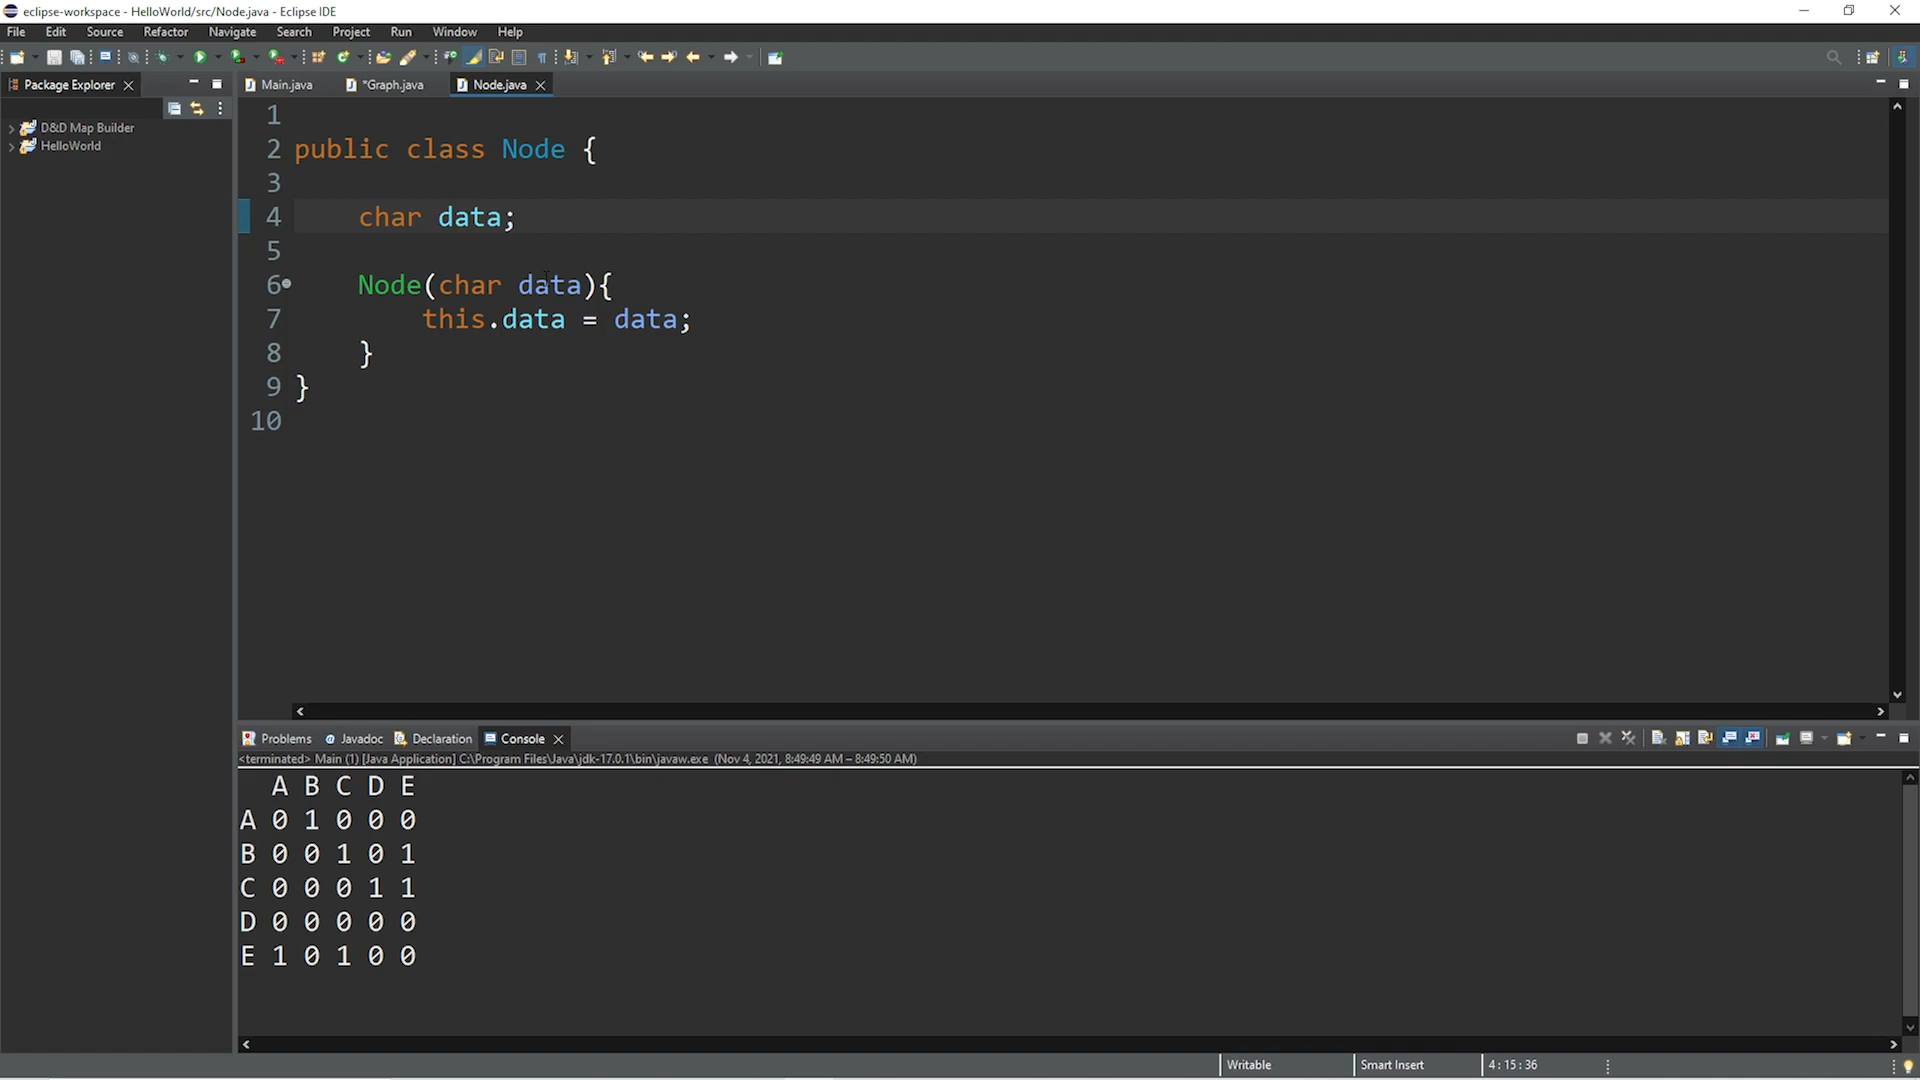 eclipse-workspace - HelloWorld/src/Node.java - Eclipse IDE
File Edit Source Refactor Navigate Search Project Run Window Help
Package Explorer
D&D Map Builder
HelloWorld
Main.java *Graph.java Node.java
1
2 public class Node {
3
4 char data;
5
6 Node(char data){
7 this.data = data;
8 }
9 }
10
Problems Javadoc Declaration Console
<terminated> Main (1) [Java Application] C:\Program Files\Java\jdk-17.0.1\bin\javaw.exe (Nov 4, 2021, 8:49:49 AM – 8:49:50 AM)
A B C D E
A 0 1 0 0 0
B 0 0 1 0 1
C 0 0 0 1 1
D 0 0 0 0 0
E 1 0 1 0 0
Writable Smart Insert 4 : 15 : 36